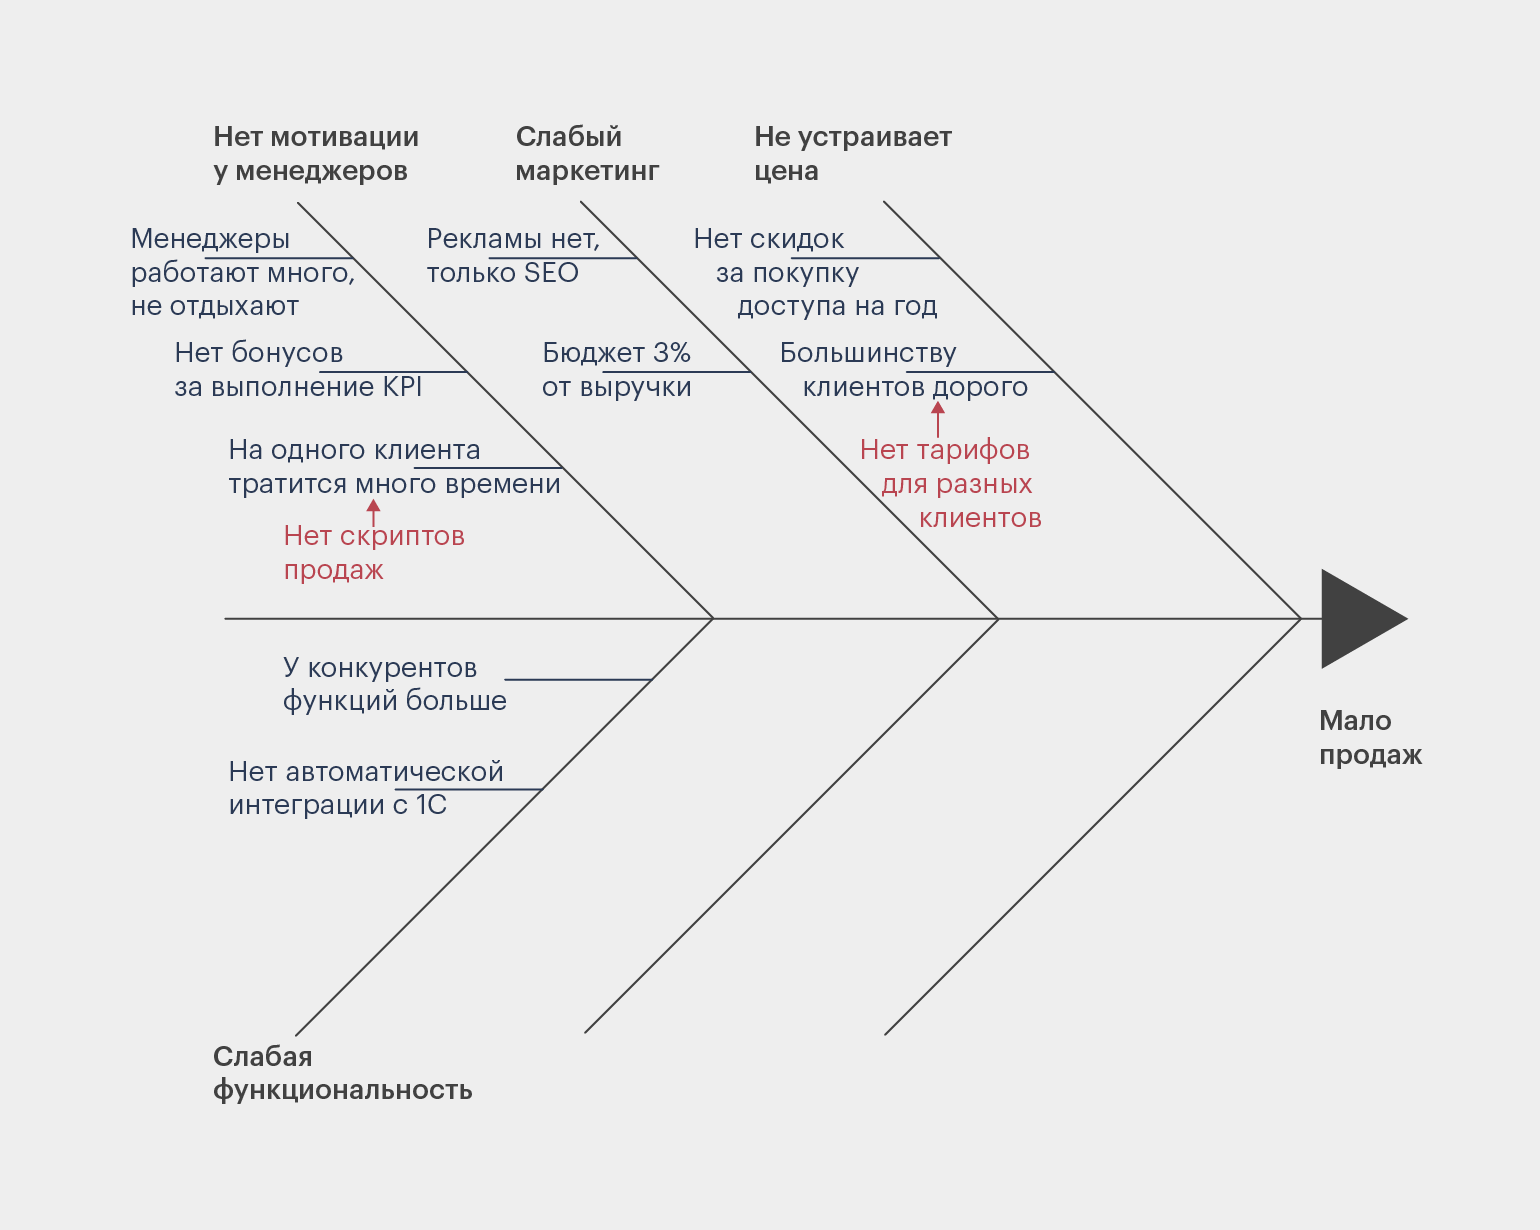 Нет мотивации
у менеджеров
Слабый
маркетинг
Не устраивает
цена
Менеджеры
работают много,
не отдыхают
Рекламы нет,
только SEO
Нет скидок
за покупку
доступа на год
Нет бонусов
за выполнение KPI
Бюджет 3%
от выручки
Большинству
клиентов дорого
На одного клиента
тратится много времени
Нет тарифов
для разных
клиентов
Нет скриптов
продаж
У конкурентов
функций больше
Мало
продаж
Нет автоматической
интеграции с 1С
Слабая
функциональность